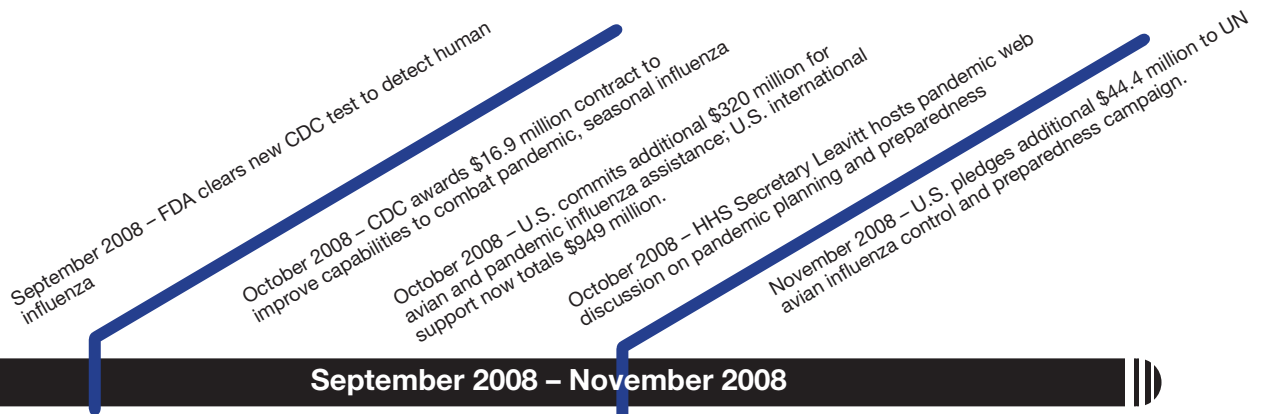 September 2008 – FDA clears new CDC test to detect human
influenza
October 2008 – CDC awards $16.9 million contract to
improve capabilities to combat pandemic, seasonal influenza
October 2008 – U.S. commits additional $320 million for
avian and pandemic influenza assistance; U.S. international
support now totals $949 million.
October 2008 – HHS Secretary Leavitt hosts pandemic web
discussion on pandemic planning and preparedness
November 2008 – U.S. pledges additional $44.4 million to UN
avian influenza control and preparedness campaign.
September 2008 – November 2008